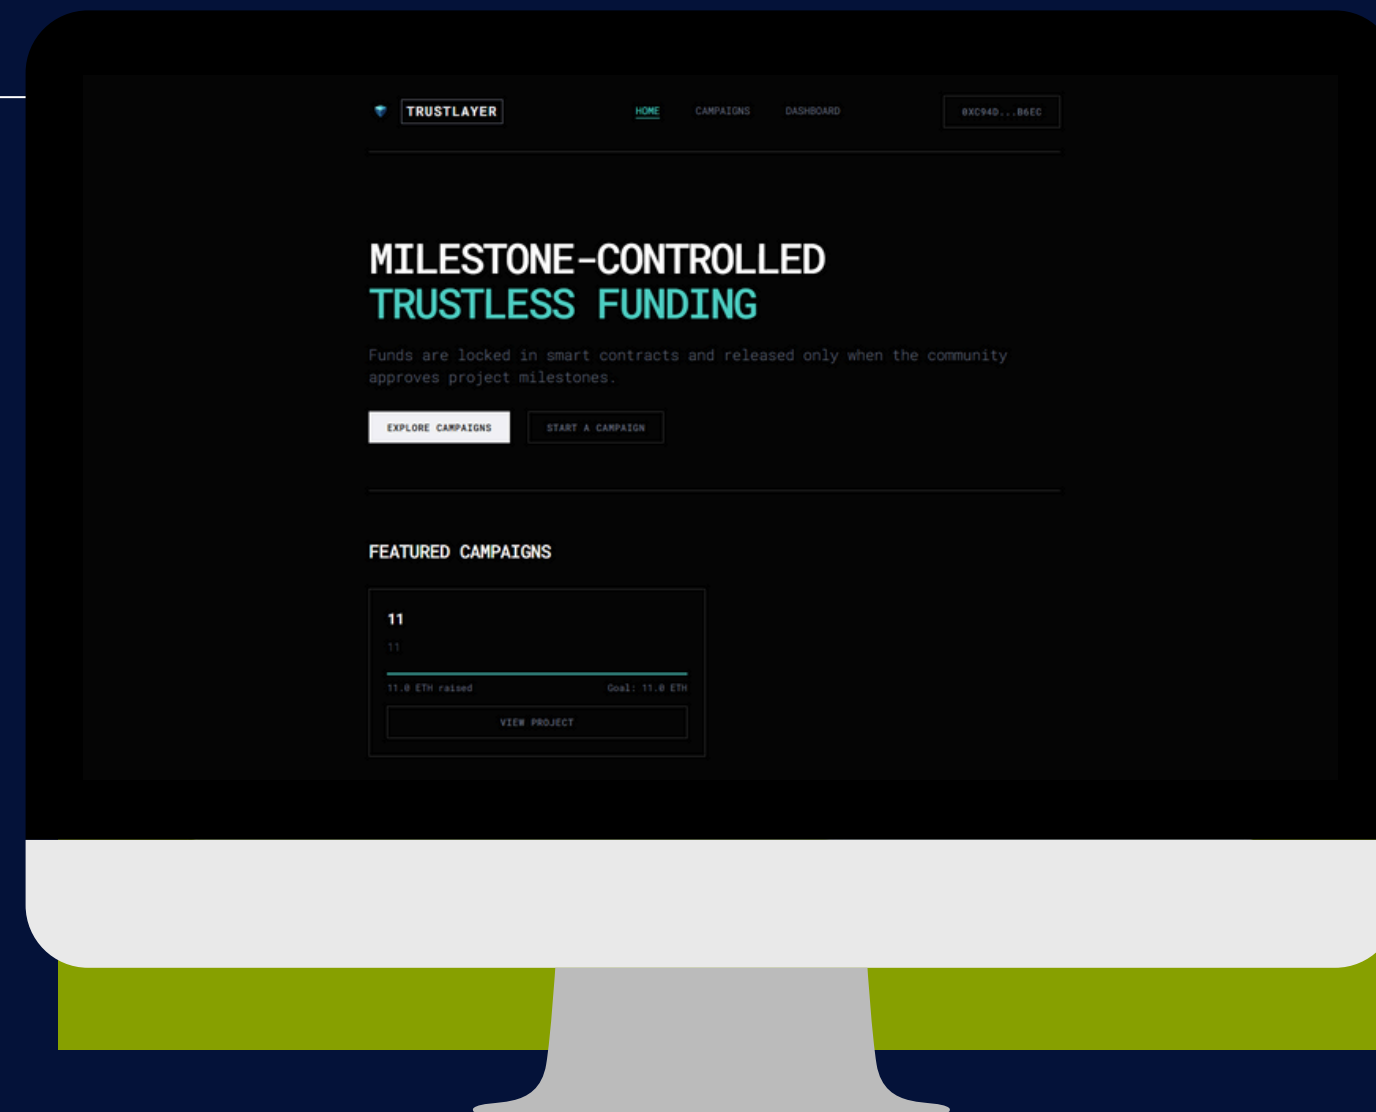 TRUSTLAYER
HOME CAMPAIGNS DASHBOARD
0XC94D...B6EC
MILESTONE-CONTROLLED
TRUSTLESS FUNDING
Funds are locked in smart contracts and released only when the community
approves project milestones.
EXPLORE CAMPAIGNS START A CAMPAIGN
FEATURED CAMPAIGNS
11
11
11.0 ETH raised Goal: 11.0 ETH
VIEW PROJECT